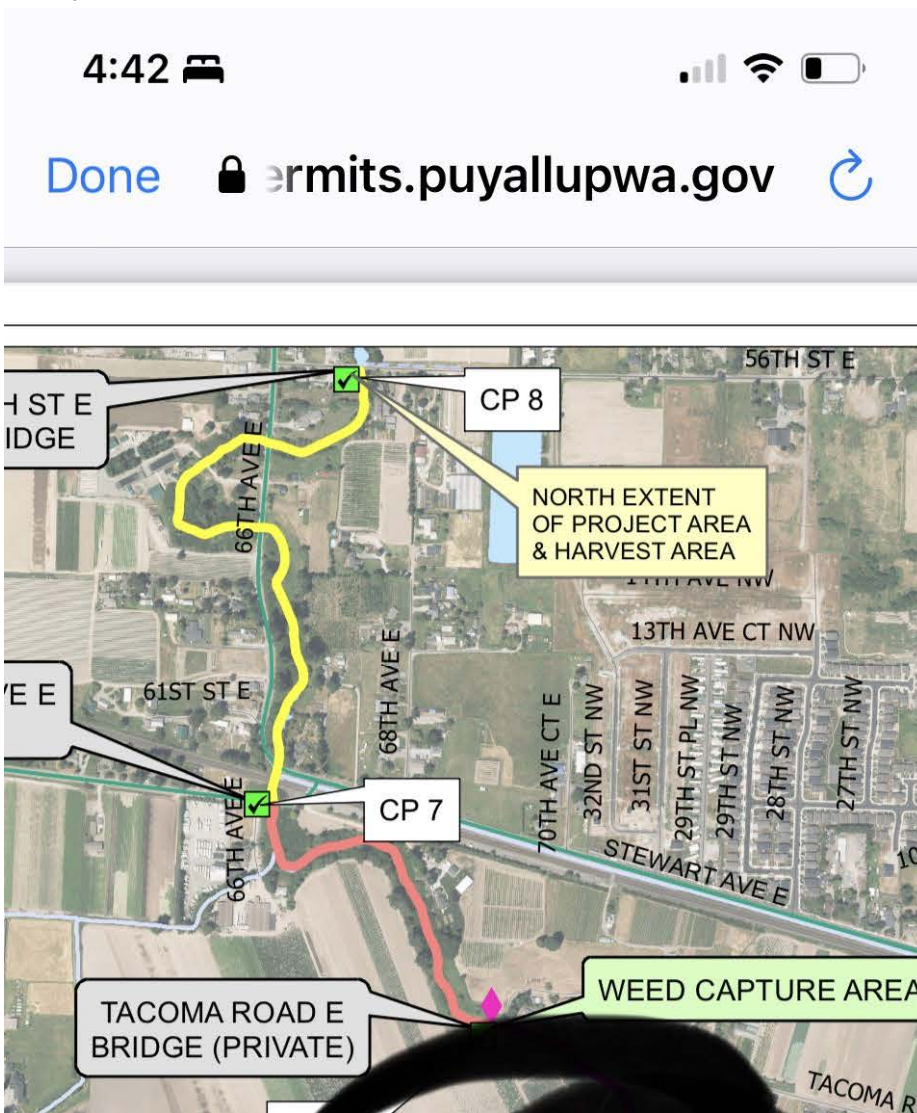 4:42
Done
ermits.puyallupwa.gov
56TH ST E
H ST E
IDGE
CP 8
66TH AVE E
NORTH EXTENT
OF PROJECT AREA
& HARVEST AREA
13TH AVE CT NW
68TH AVE E
61ST ST E
'E E
70TH AVE CT E
32ND ST NW
31ST ST NW
29TH ST PL NW
29TH ST NW
28TH ST NW
27TH ST NW
66TH AVE E
CP 7
STEWART AVE E
10
WEED CAPTURE AREA
TACOMA ROAD E
BRIDGE (PRIVATE)
TACOMA R